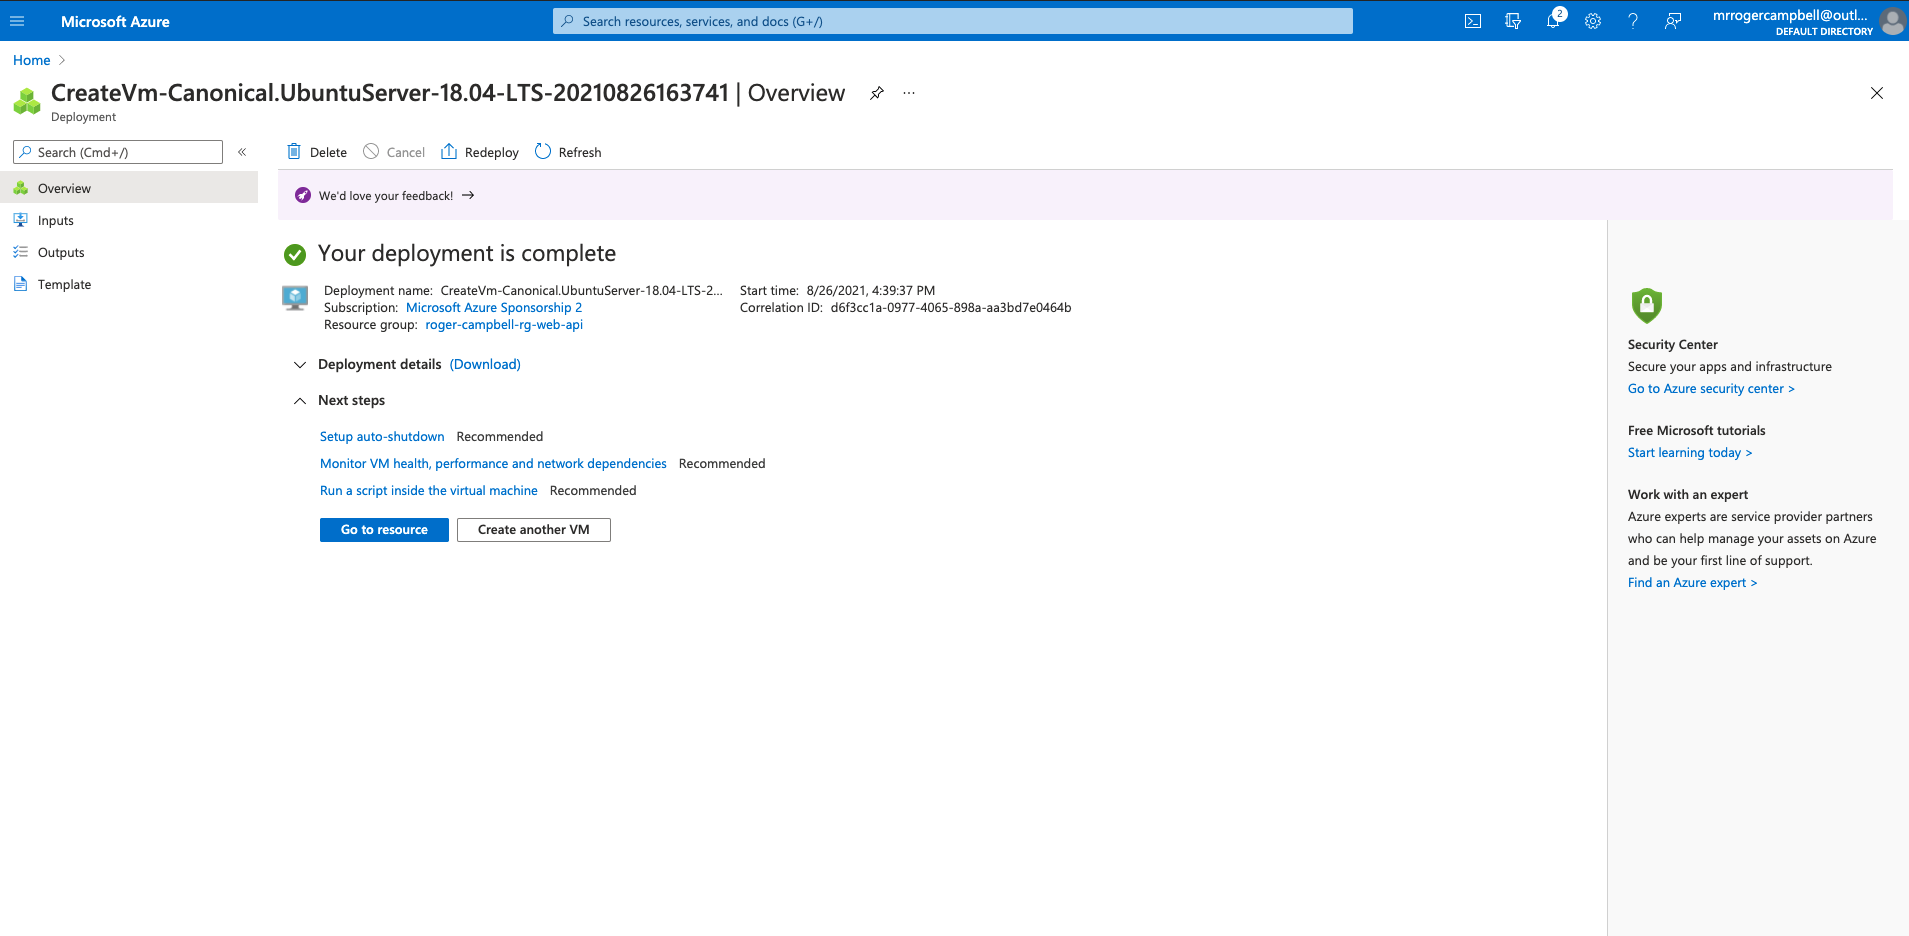 Microsoft Azure
Search resources, services, and docs (G+/)
2
mrrogercampbell@outl...
DEFAULT DIRECTORY
Home >
CreateVm-Canonical.UbuntuServer-18.04-LTS-20210826163741 | Overview ...
Deployment
Search (Cmd+/) «
Overview
Inputs
Outputs
Template
Delete Cancel Redeploy Refresh
We'd love your feedback! →
Your deployment is complete
Deployment name: CreateVm-Canonical.UbuntuServer-18.04-LTS-2...
Subscription: Microsoft Azure Sponsorship 2
Resource group: roger-campbell-rg-web-api
Start time: 8/26/2021, 4:39:37 PM
Correlation ID: d6f3cc1a-0977-4065-898a-aa3bd7e0464b
Deployment details (Download)
Next steps
Setup auto-shutdown Recommended
Monitor VM health, performance and network dependencies Recommended
Run a script inside the virtual machine Recommended
Go to resource Create another VM
Security Center
Secure your apps and infrastructure
Go to Azure security center >
Free Microsoft tutorials
Start learning today >
Work with an expert
Azure experts are service provider partners
who can help manage your assets on Azure
and be your first line of support.
Find an Azure expert >